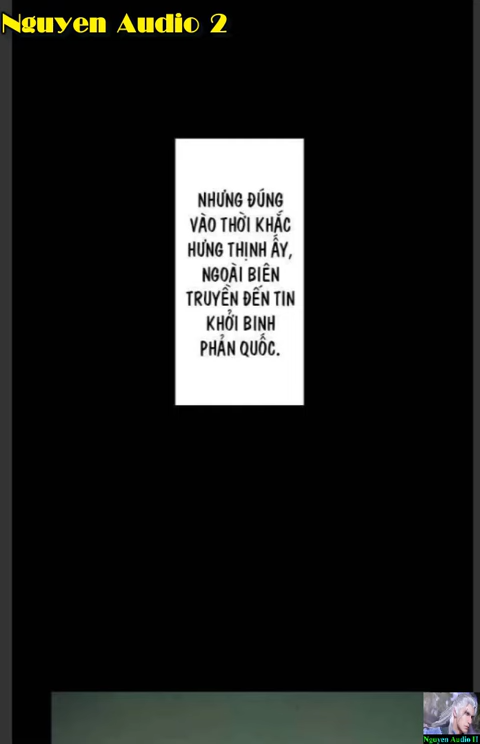 Nguyen Audio 2
NHƯNG ĐÚNG
VÀO THỜI KHẮC
HƯNG THỊNH ẤY,
NGOÀI BIÊN
TRUYỀN ĐẾN TIN
KHỞI BINH
PHẢN QUỐC.
Nguyen Audio II